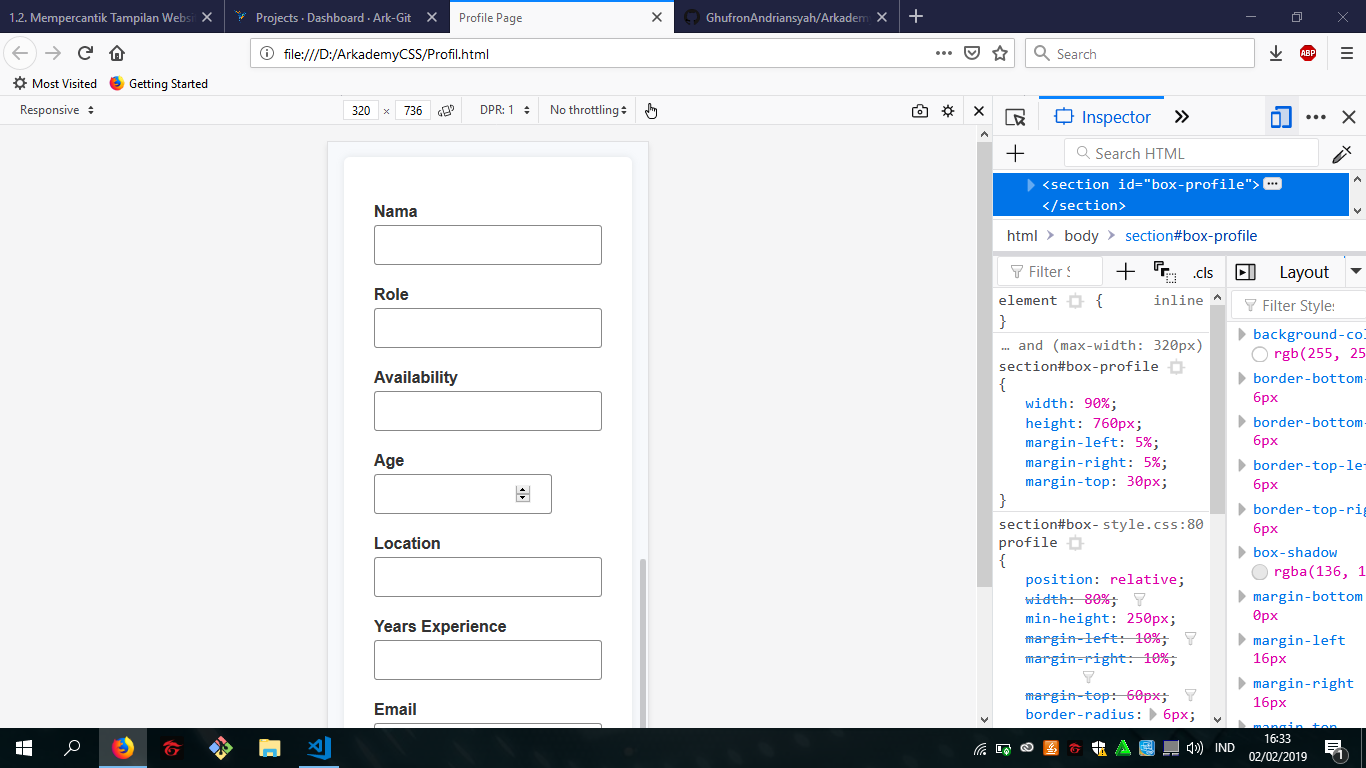 1.2. Mempercantik Tampilan Websi
Projects · Dashboard · Ark-Git
Profile Page
GhufronAndriansyah/Arkadem
file:///D:/ArkademyCSS/Profil.html
Search
ABP
Most Visited
Getting Started
Responsive
320 × 736
DPR: 1
No throttling
Inspector
Search HTML
<section id="box-profile">
</section>
html > body > section#box-profile
Filter S
.cls
Layout
Filter Styles
element { inline
}
… and (max-width: 320px)
section#box-profile
{
width: 90%;
height: 760px;
margin-left: 5%;
margin-right: 5%;
margin-top: 30px;
}
section#box-profile style.css:80
{
position: relative;
width: 80%;
min-height: 250px;
margin-left: 10%;
margin-right: 10%;
margin-top: 60px;
border-radius: 6px;
background-col
rgb(255, 25
border-bottom-
6px
border-bottom-
6px
border-top-lef
6px
border-top-rig
6px
box-shadow
rgba(136, 1
margin-bottom
0px
margin-left
16px
margin-right
16px
margin-top
Nama
Role
Availability
Age
Location
Years Experience
Email
IND
16:33
02/02/2019
1